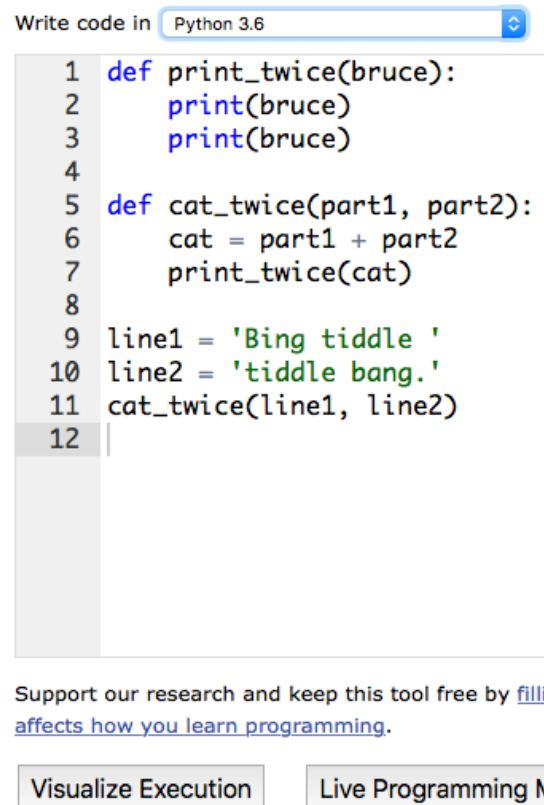 Write code in Python 3.6
1 def print_twice(bruce):
2     print(bruce)
3     print(bruce)
4
5 def cat_twice(part1, part2):
6     cat = part1 + part2
7     print_twice(cat)
8
9 line1 = 'Bing tiddle '
10 line2 = 'tiddle bang.'
11 cat_twice(line1, line2)
12
Support our research and keep this tool free by
affects how you learn programming.
Visualize Execution Live Programming